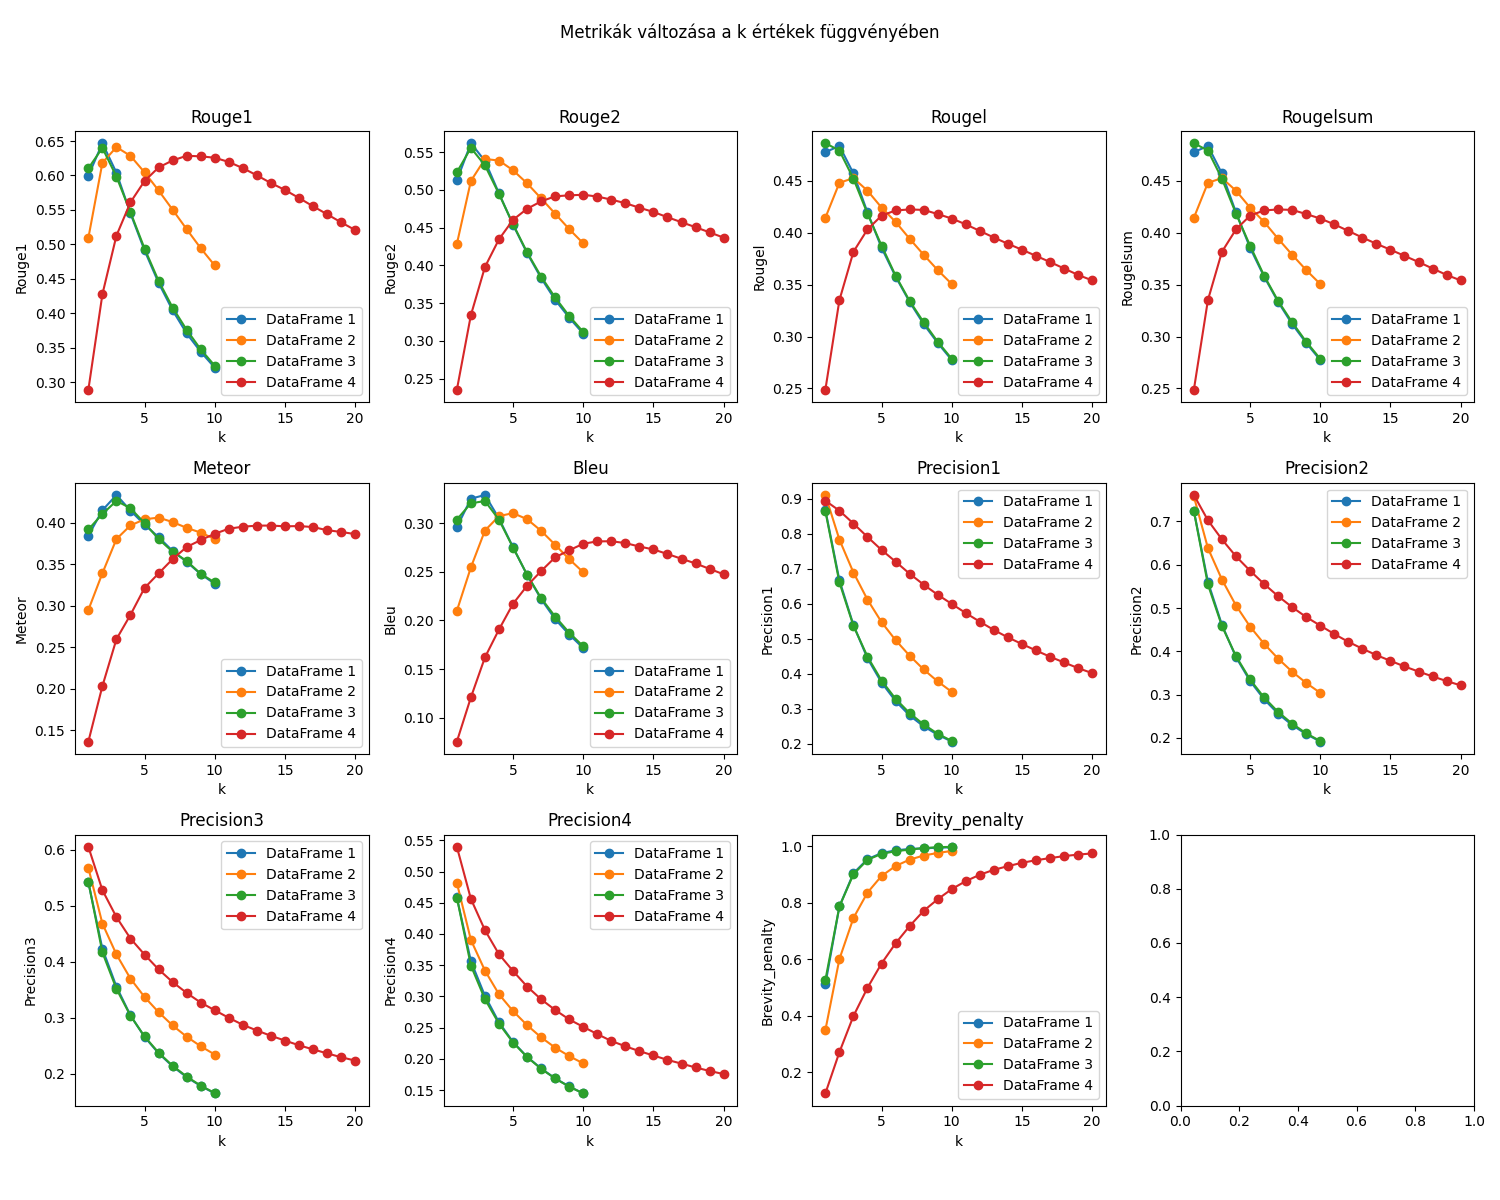 Metrikák változása a k értékek függvényében
Rouge1
Rouge1
0.65
0.60
0.55
0.50
0.45
0.40
0.35
0.30
5
10
15
20
k
DataFrame 1
DataFrame 2
DataFrame 3
DataFrame 4
Rouge2
Rouge2
0.55
0.50
0.45
0.40
0.35
0.30
0.25
5
10
15
20
k
DataFrame 1
DataFrame 2
DataFrame 3
DataFrame 4
Rougel
Rougel
0.45
0.40
0.35
0.30
0.25
5
10
15
20
k
DataFrame 1
DataFrame 2
DataFrame 3
DataFrame 4
Rougelsum
Rougelsum
0.45
0.40
0.35
0.30
0.25
5
10
15
20
k
DataFrame 1
DataFrame 2
DataFrame 3
DataFrame 4
Meteor
Meteor
0.40
0.35
0.30
0.25
0.20
0.15
5
10
15
20
k
DataFrame 1
DataFrame 2
DataFrame 3
DataFrame 4
Bleu
Bleu
0.30
0.25
0.20
0.15
0.10
5
10
15
20
k
DataFrame 1
DataFrame 2
DataFrame 3
DataFrame 4
Precision1
Precision1
0.9
0.8
0.7
0.6
0.5
0.4
0.3
0.2
5
10
15
20
k
DataFrame 1
DataFrame 2
DataFrame 3
DataFrame 4
Precision2
Precision2
0.7
0.6
0.5
0.4
0.3
0.2
5
10
15
20
k
DataFrame 1
DataFrame 2
DataFrame 3
DataFrame 4
Precision3
Precision3
0.6
0.5
0.4
0.3
0.2
5
10
15
20
k
DataFrame 1
DataFrame 2
DataFrame 3
DataFrame 4
Precision4
Precision4
0.55
0.50
0.45
0.40
0.35
0.30
0.25
0.20
0.15
5
10
15
20
k
DataFrame 1
DataFrame 2
DataFrame 3
DataFrame 4
Brevity_penalty
Brevity_penalty
1.0
0.8
0.6
0.4
0.2
5
10
15
20
k
DataFrame 1
DataFrame 2
DataFrame 3
DataFrame 4
1.0
0.8
0.6
0.4
0.2
0.0
0.0
0.2
0.4
0.6
0.8
1.0